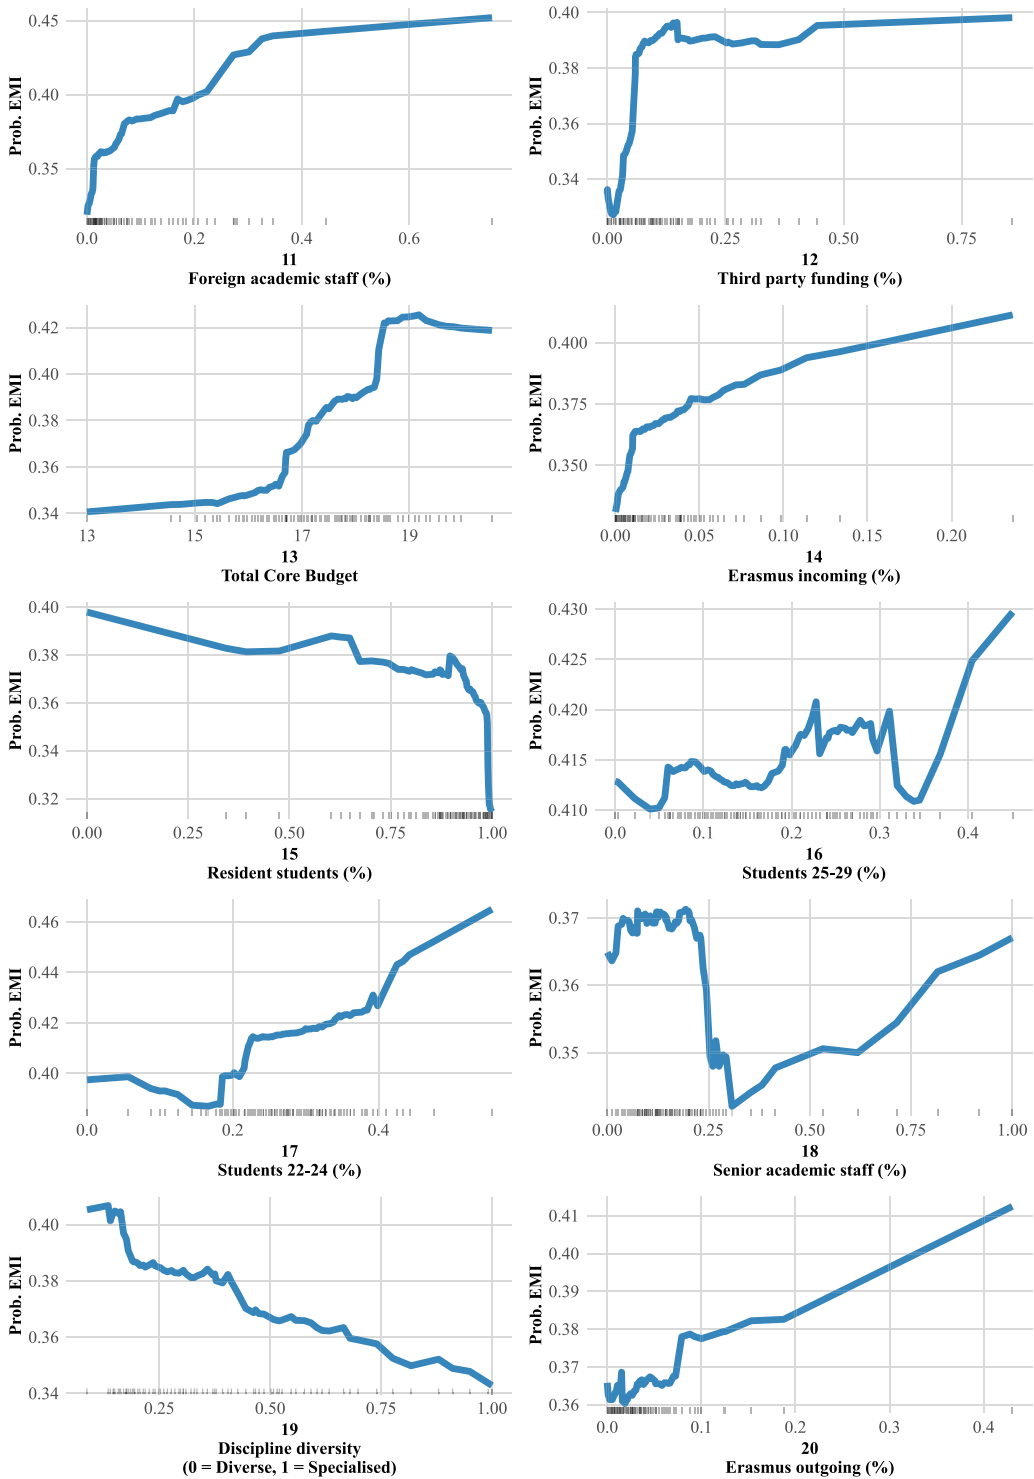 0.45
0.40
0.35
Prob. EMI
0.0 0.2 0.4 0.6
11
Foreign academic staff (%)
0.40
0.38
0.36
0.34
Prob. EMI
0.00 0.25 0.50 0.75
12
Third party funding (%)
0.42
0.40
0.38
0.36
0.34
Prob. EMI
13 15 17 19
13
Total Core Budget
0.400
0.375
0.350
Prob. EMI
0.00 0.05 0.10 0.15 0.20
14
Erasmus incoming (%)
0.40
0.38
0.36
0.34
0.32
Prob. EMI
0.00 0.25 0.50 0.75 1.00
15
Resident students (%)
0.430
0.425
0.420
0.415
0.410
Prob. EMI
0.0 0.1 0.2 0.3 0.4
16
Students 25-29 (%)
0.46
0.44
0.42
0.40
Prob. EMI
0.0 0.2 0.4
17
Students 22-24 (%)
0.37
0.36
0.35
Prob. EMI
0.00 0.25 0.50 0.75 1.00
18
Senior academic staff (%)
0.40
0.38
0.36
0.34
Prob. EMI
0.25 0.50 0.75 1.00
19
Discipline diversity
(0 = Diverse, 1 = Specialised)
0.41
0.40
0.39
0.38
0.37
0.36
Prob. EMI
0.0 0.1 0.2 0.3 0.4
20
Erasmus outgoing (%)